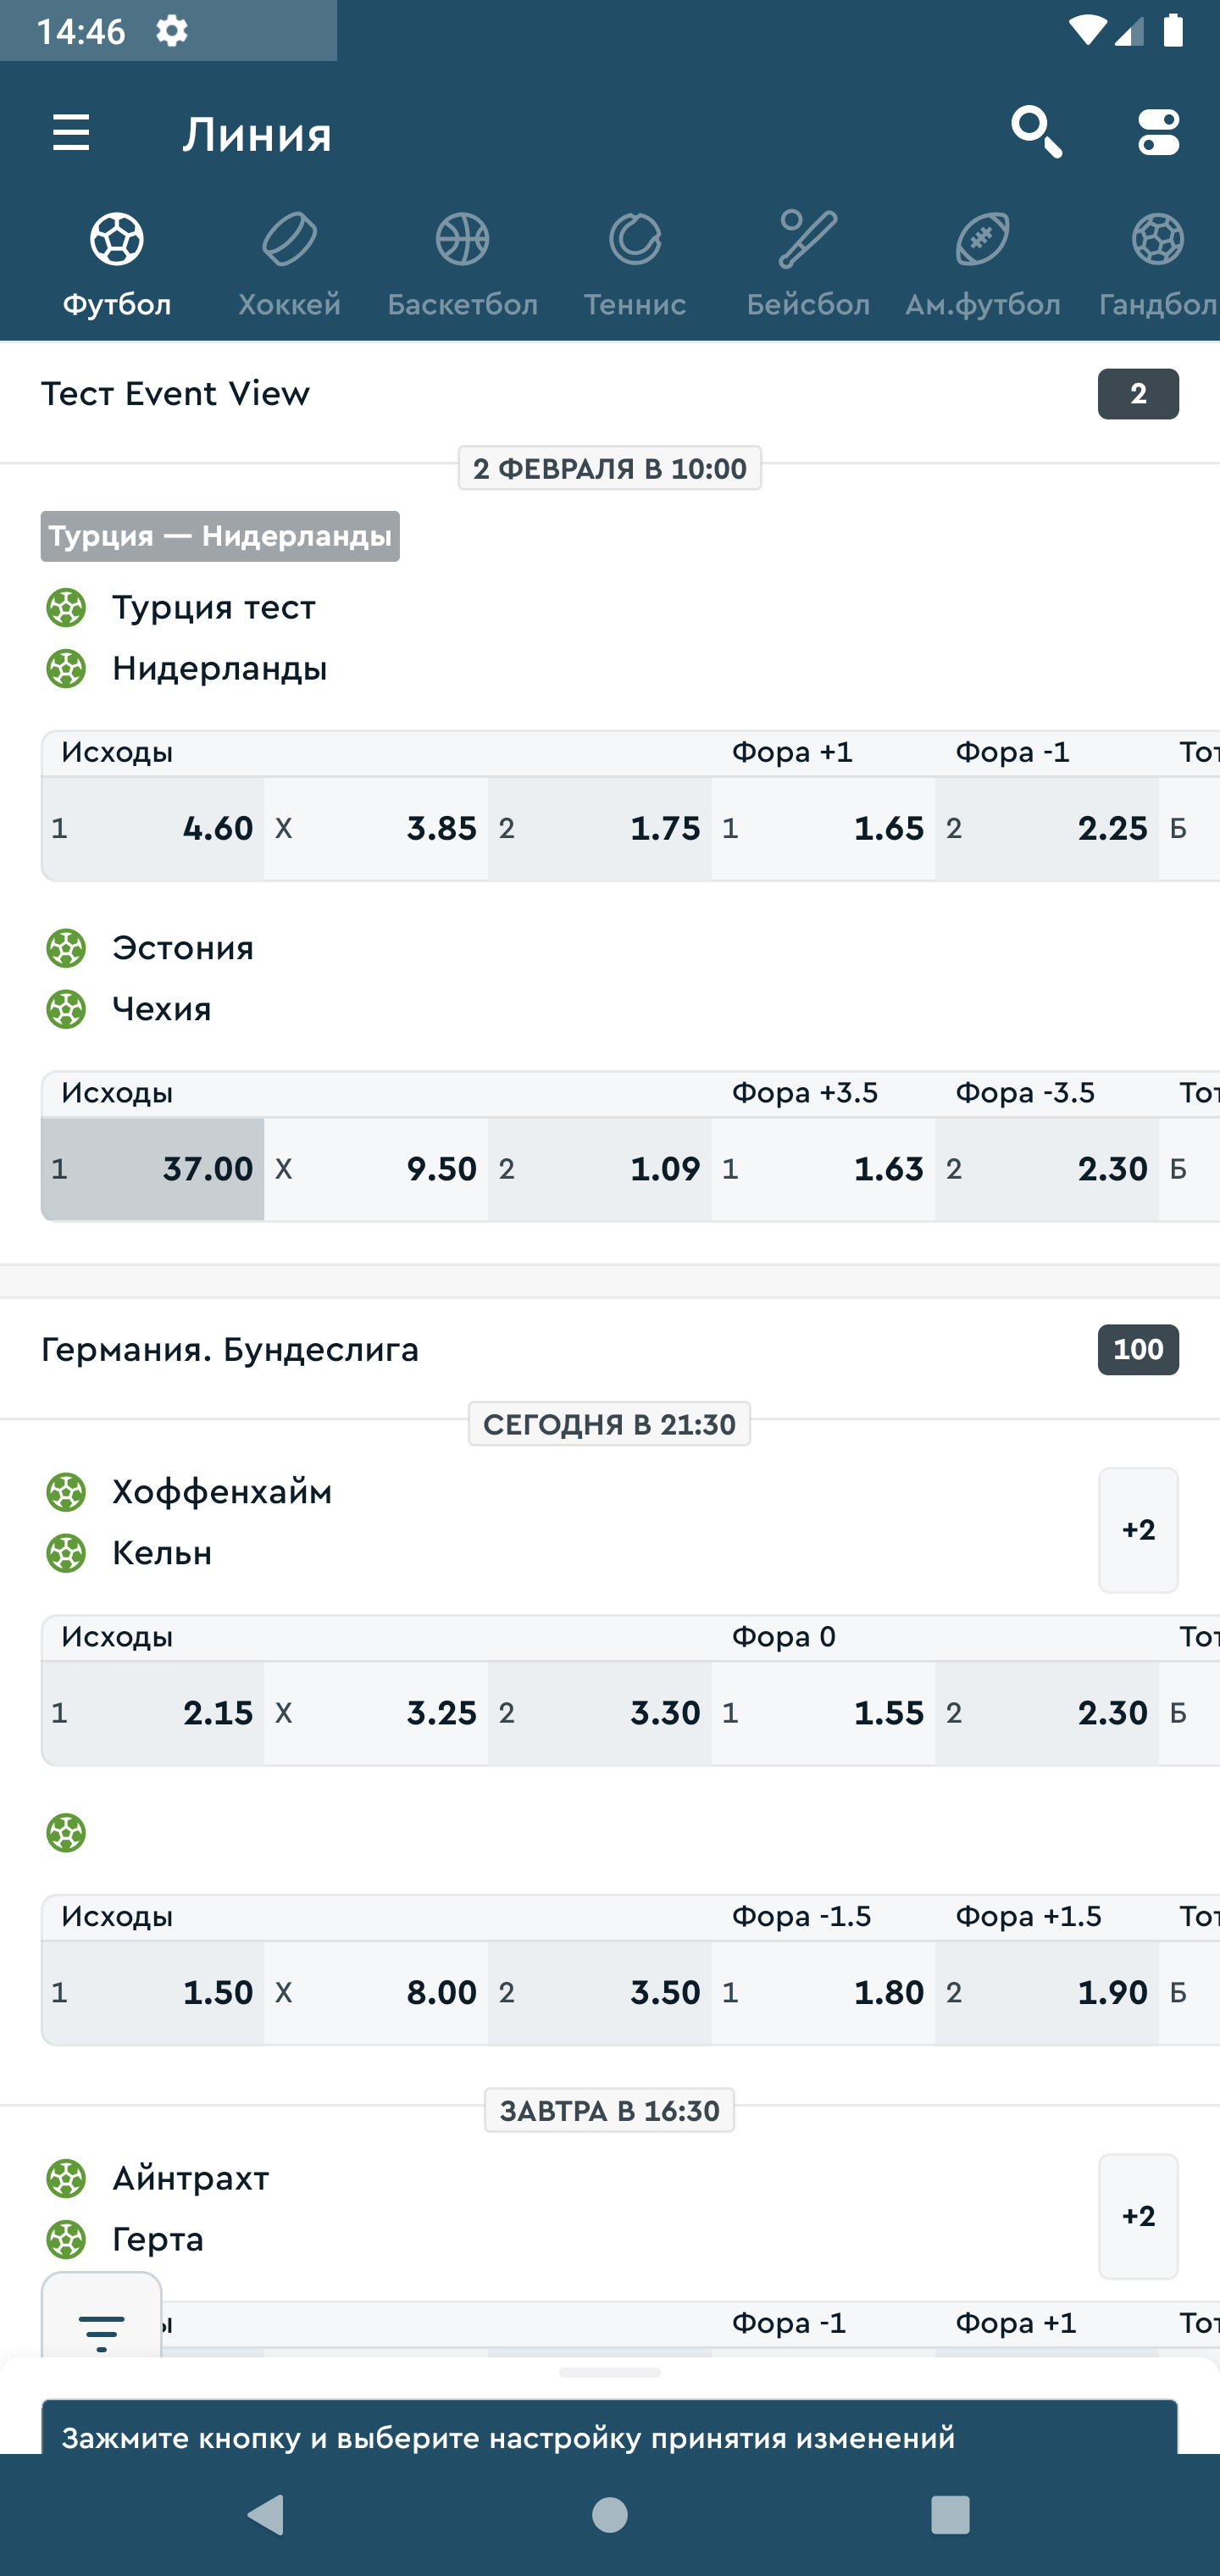 14:46
Линия
Футбол Хоккей Баскетбол Теннис Бейсбол Ам.футбол Гандбол
Тест Event View 2
2 ФЕВРАЛЯ В 10:00
Турция — Нидерланды
Турция тест
Нидерланды
Исходы Фора +1 Фора -1 Тот
1 4.60 X 3.85 2 1.75 1 1.65 2 2.25 Б
Эстония
Чехия
Исходы Фора +3.5 Фора -3.5 Тот
1 37.00 X 9.50 2 1.09 1 1.63 2 2.30 Б
Германия. Бундеслига 100
СЕГОДНЯ В 21:30
Хоффенхайм
+2
Кельн
Исходы Фора 0 Тот
1 2.15 X 3.25 2 3.30 1 1.55 2 2.30 Б
Исходы Фора -1.5 Фора +1.5 Тот
1 1.50 X 8.00 2 3.50 1 1.80 2 1.90 Б
ЗАВТРА В 16:30
Айнтрахт
+2
Герта
ы Фора -1 Фора +1 Тот
Зажмите кнопку и выберите настройку принятия изменений